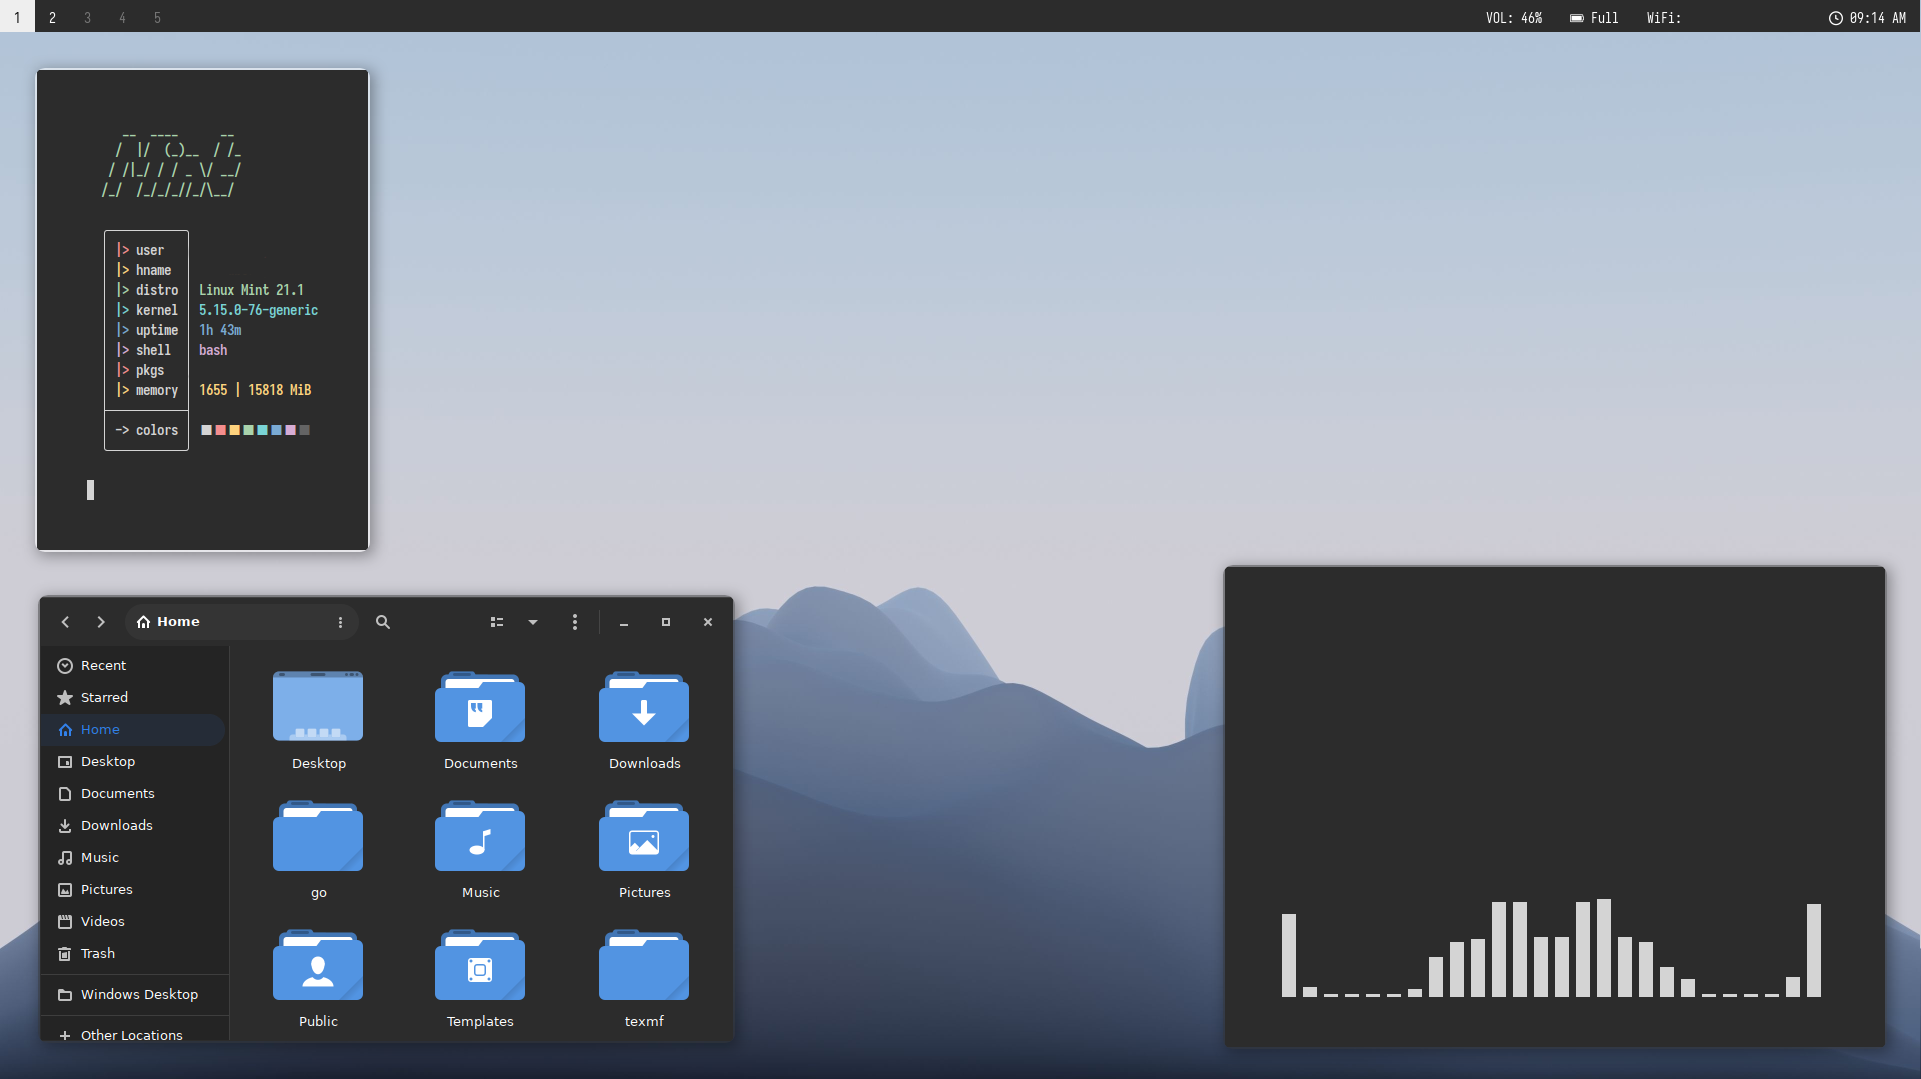 1 2 3 4 5 VOL: 46% Full WiFi: 09:14 AM
|> user
|> hname
|> distro Linux Mint 21.1
|> kernel 5.15.0-76-generic
|> uptime 1h 43m
|> shell bash
|> pkgs
|> memory 1655 | 15818 MiB
-> colors
Home
Recent
Starred
Home
Desktop
Documents
Downloads
Music
Pictures
Videos
Trash
Windows Desktop
Other Locations
Desktop Documents Downloads
go Music Pictures
Public Templates texmf